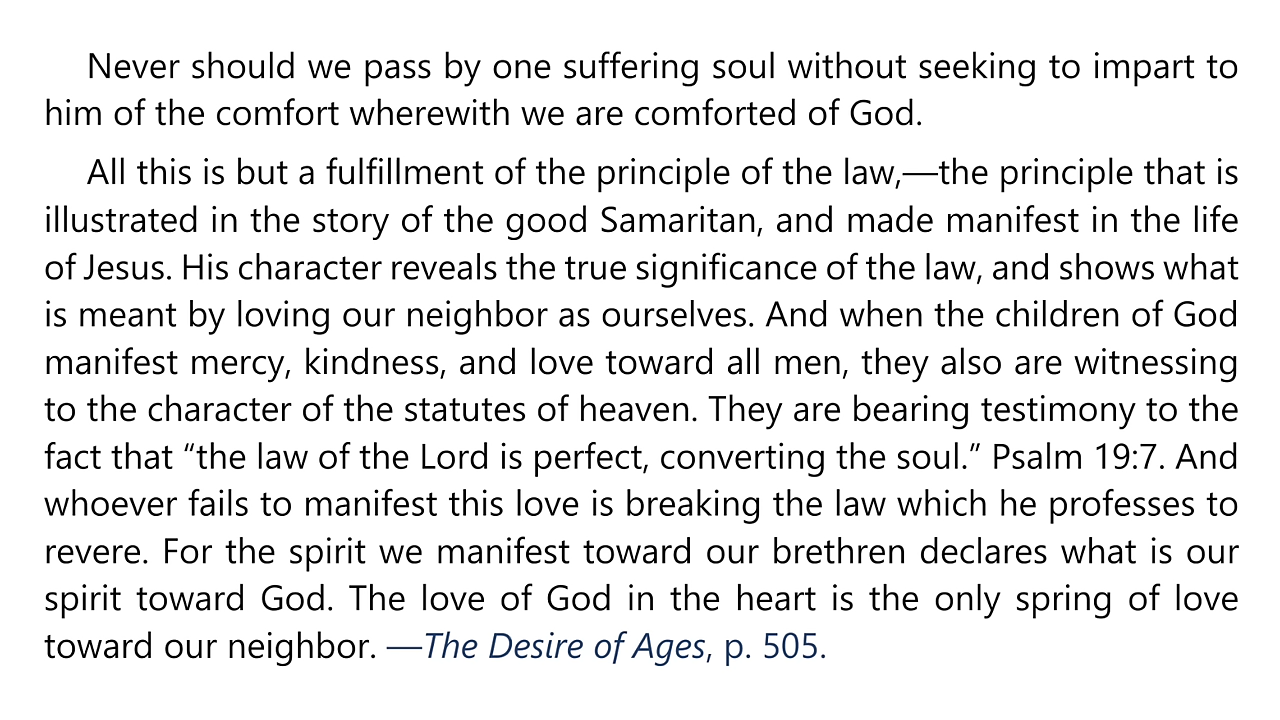 Never should we pass by one suffering soul without seeking to impart to
him of the comfort wherewith we are comforted of God.
All this is but a fulfillment of the principle of the law,—the principle that is
illustrated in the story of the good Samaritan, and made manifest in the life
of Jesus. His character reveals the true significance of the law, and shows what
is meant by loving our neighbor as ourselves. And when the children of God
manifest mercy, kindness, and love toward all men, they also are witnessing
to the character of the statutes of heaven. They are bearing testimony to the
fact that “the law of the Lord is perfect, converting the soul.” Psalm 19:7. And
whoever fails to manifest this love is breaking the law which he professes to
revere. For the spirit we manifest toward our brethren declares what is our
spirit toward God. The love of God in the heart is the only spring of love
toward our neighbor. —The Desire of Ages, p. 505.